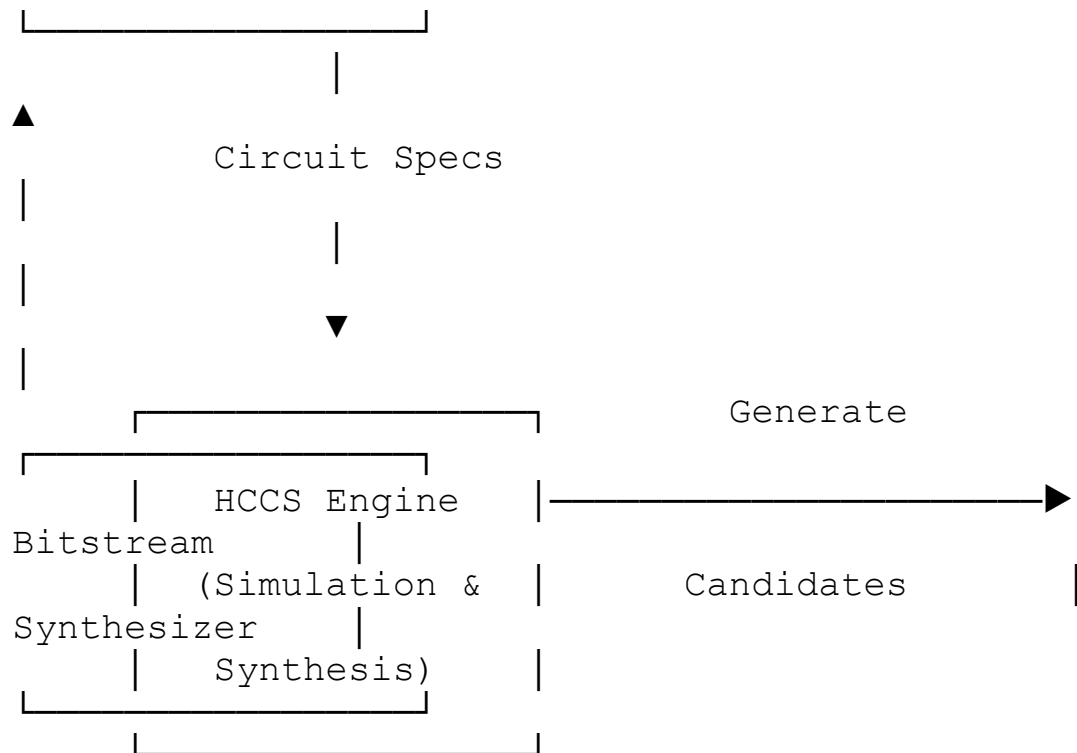 Circuit Specs
Generate
HCCS Engine
Bitstream
(Simulation & Candidates
Synthesizer
Synthesis)